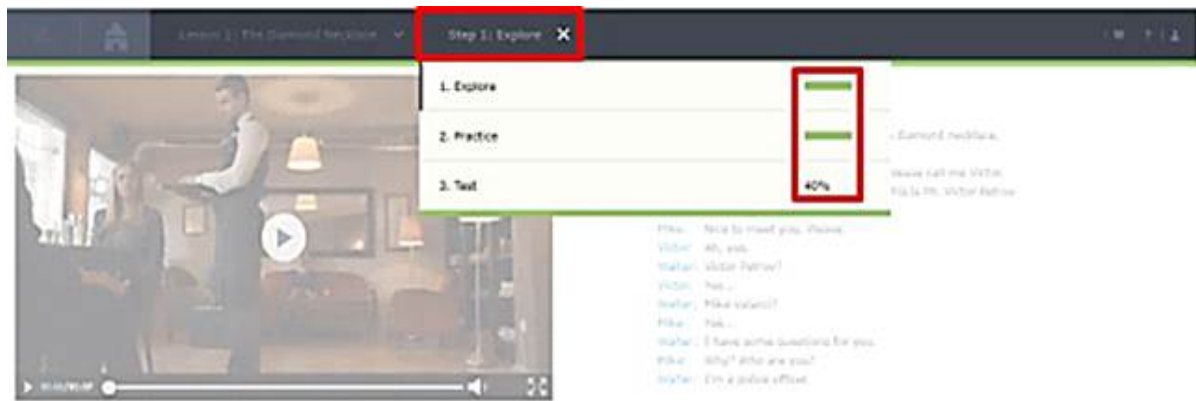 Lesson 1: The Diamond Necklace
Step 1: Explore X
1. Explore
2. Practice
3. Test 40%
Diamond necklace.
Please call me Victor.
This is Mr. Victor Petrov
Mike: Nice to meet you. Please.
Victor: Ah, yes.
Waiter: Victor Petrov?
Victor: Yes...
Waiter: Mike
Mike: Yes...
Waiter: I have some questions for you.
Mike: Why? Who are you?
Waiter: I'm a police officer.